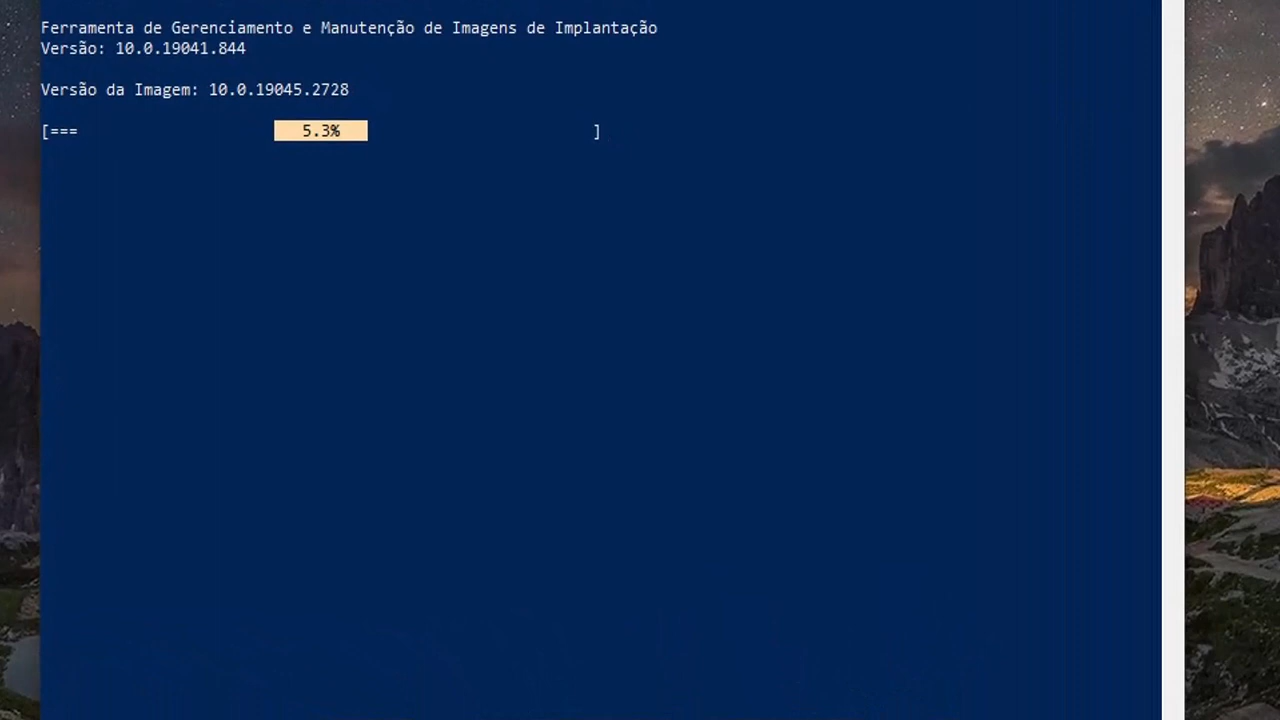 Ferramenta de Gerenciamento e Manutenção de Imagens de Implantação
Versão: 10.0.19041.844
Versão da Imagem: 10.0.19045.2728
[=== 5.3% ]